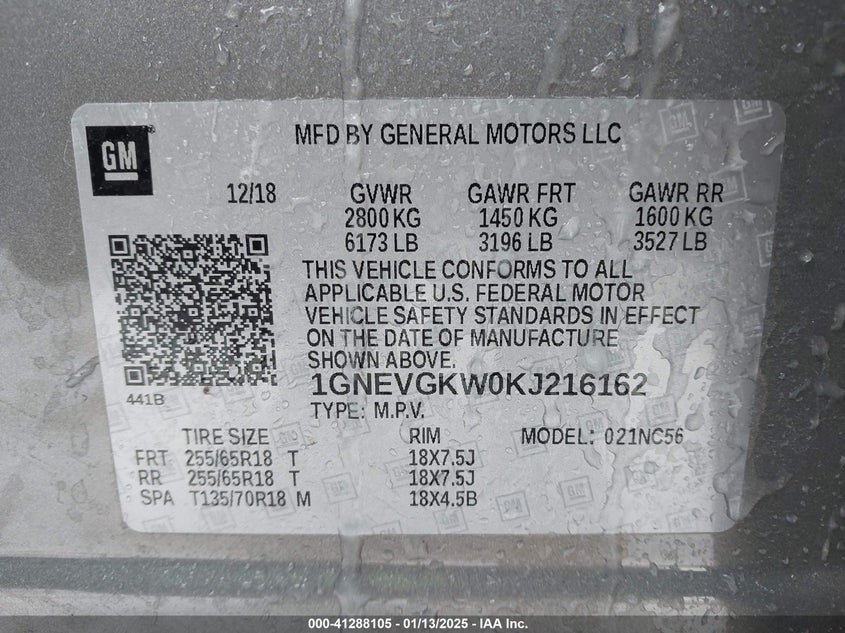 GM
MFD BY GENERAL MOTORS LLC
12/18 GVWR GAWR FRT GAWR RR
2800 KG 1450 KG 1600 KG
6173 LB 3196 LB 3527 LB
THIS VEHICLE CONFORMS TO ALL
APPLICABLE U.S. FEDERAL MOTOR
VEHICLE SAFETY STANDARDS IN EFFECT
ON THE DATE OF MANUFACTURE
SHOWN ABOVE.
1GNEVGKW0KJ216162
441B
TYPE: M.P.V.
TIRE SIZE RIM MODEL: 021NC56
FRT 255/65R18 T 18X7.5J
RR 255/65R18 T 18X7.5J
SPA T135/70R18 M 18X4.5B
000-41288105 - 01/13/2025 - IAA Inc.